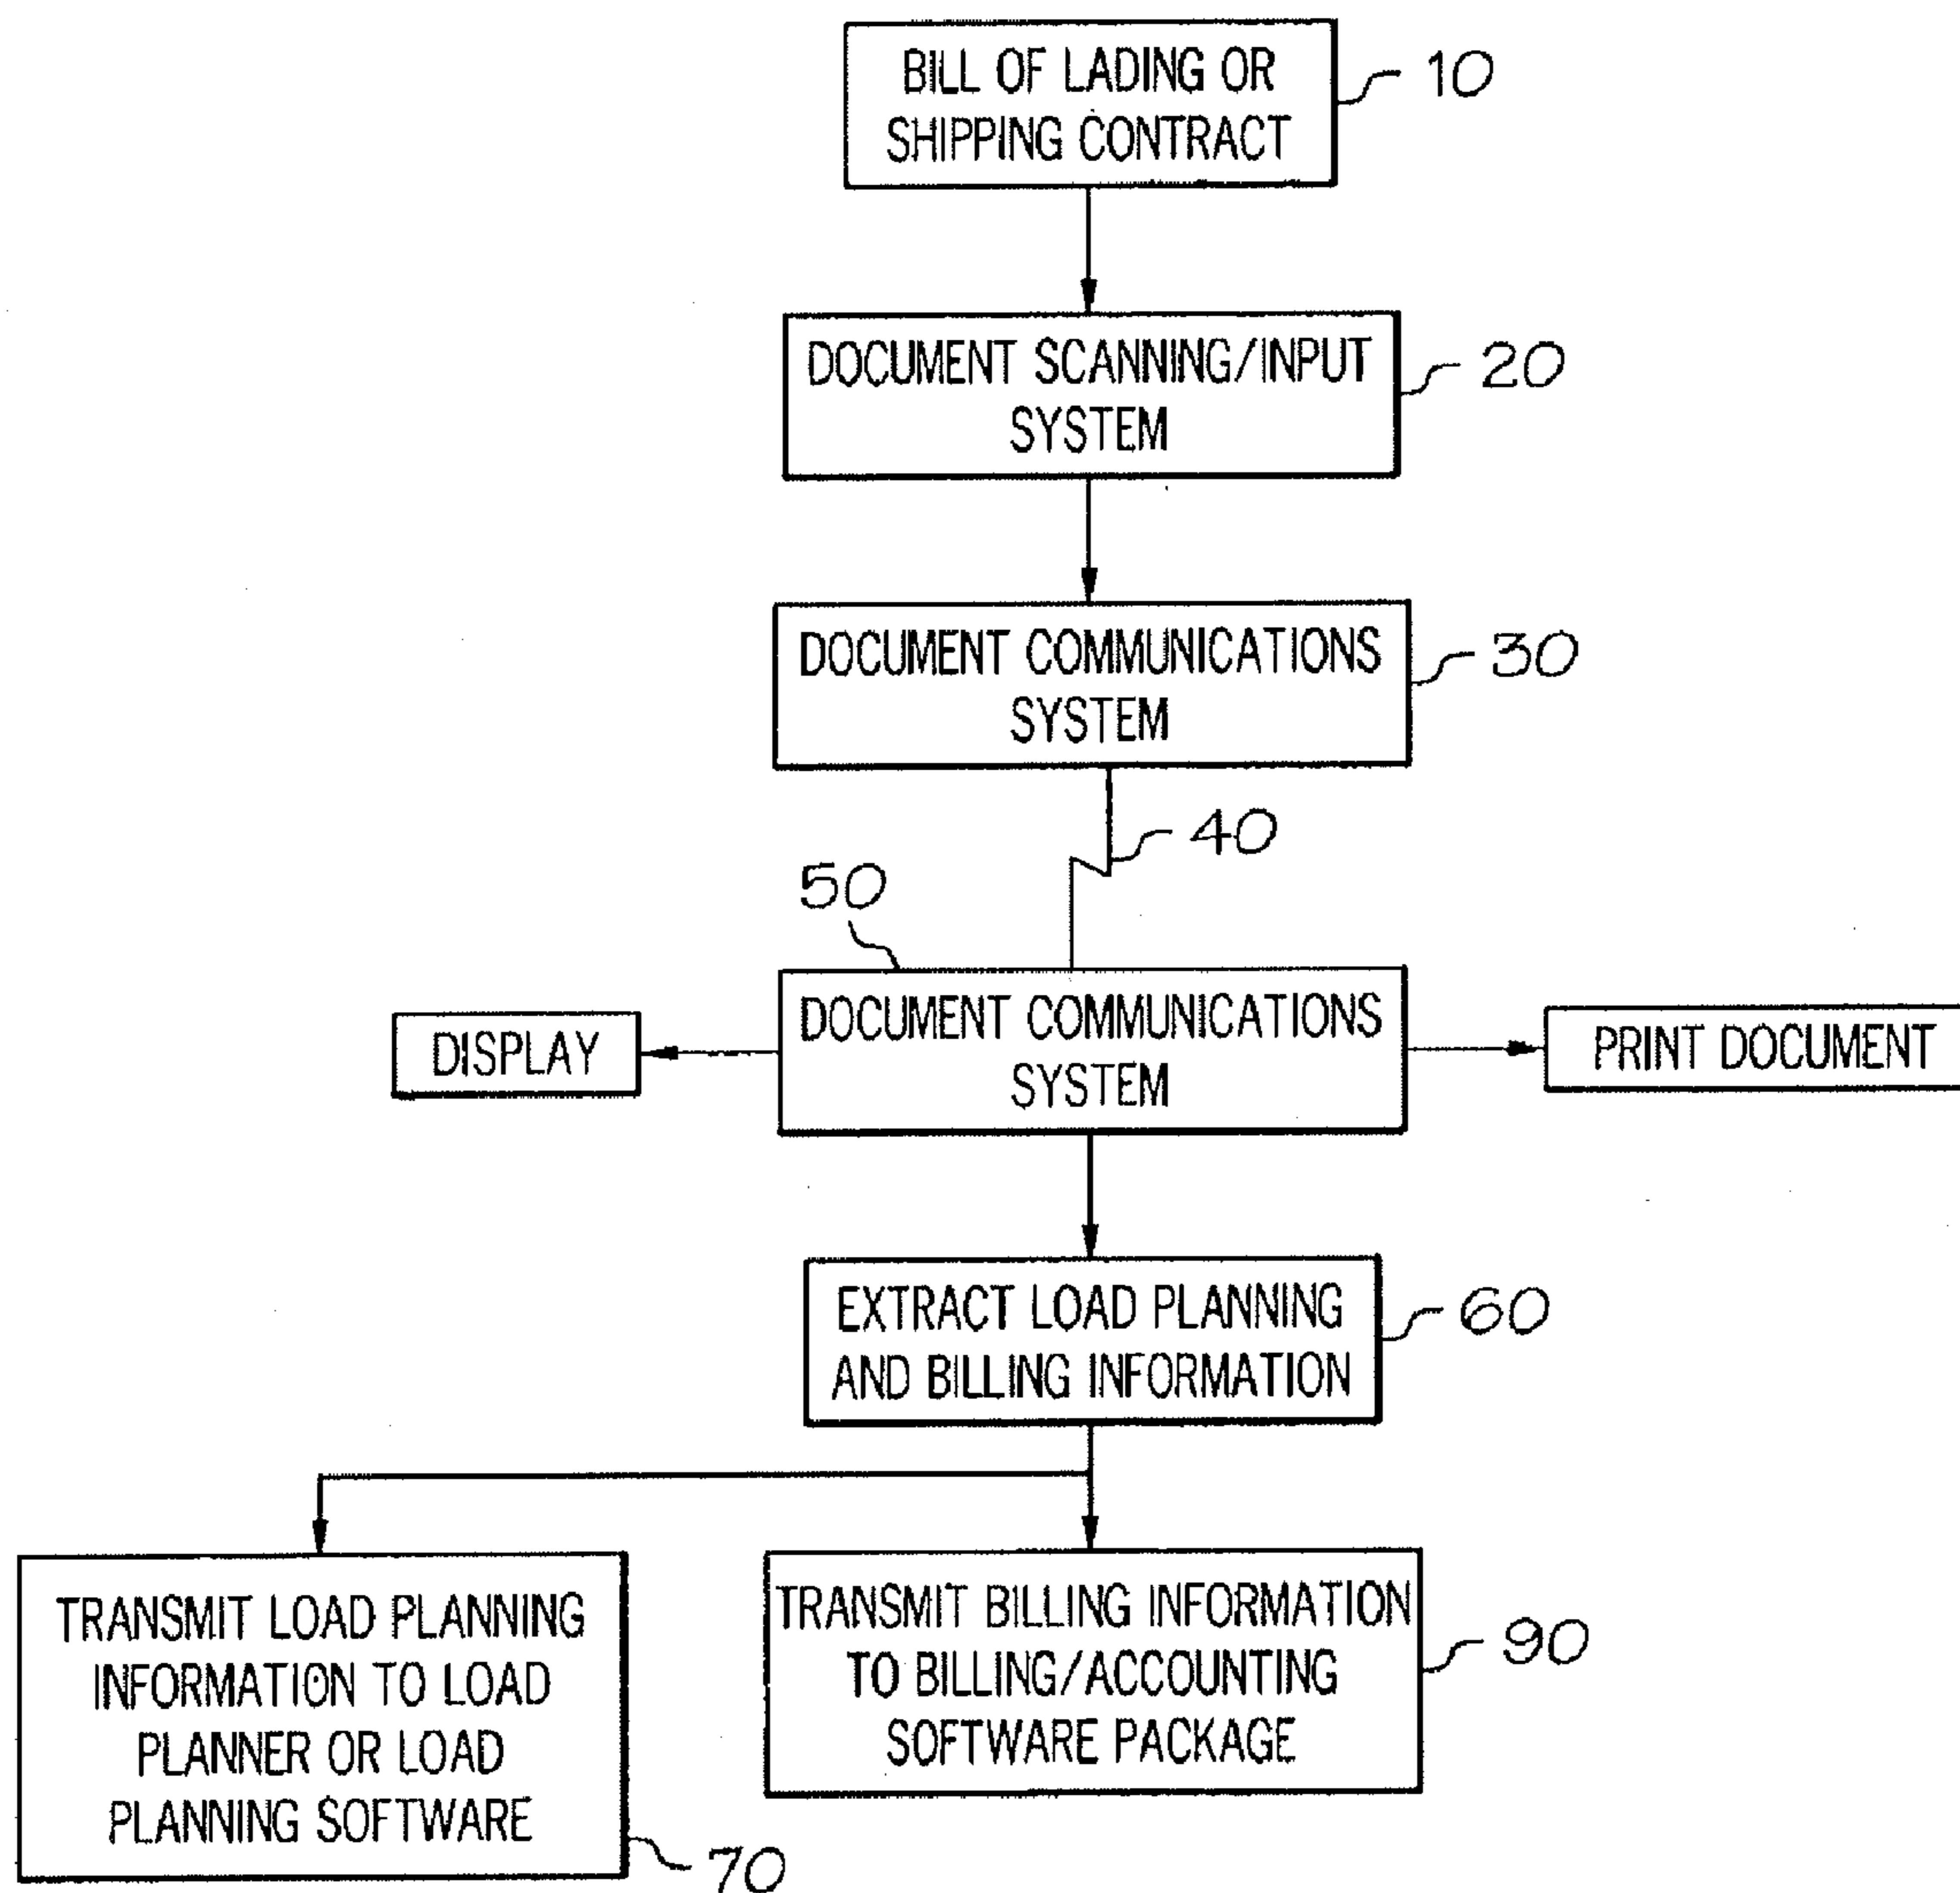 BILL OF LADING OR
SHIPPING CONTRACT
10
DOCUMENT SCANNING/INPUT
SYSTEM
20
DOCUMENT COMMUNICATIONS
SYSTEM
30
40
50
DOCUMENT COMMUNICATIONS
SYSTEM
DISPLAY
PRINT DOCUMENT
EXTRACT LOAD PLANNING
AND BILLING INFORMATION
60
TRANSMIT LOAD PLANNING
INFORMATION TO LOAD
PLANNER OR LOAD
PLANNING SOFTWARE
70
TRANSMIT BILLING INFORMATION
TO BILLING/ACCOUNTING
SOFTWARE PACKAGE
90